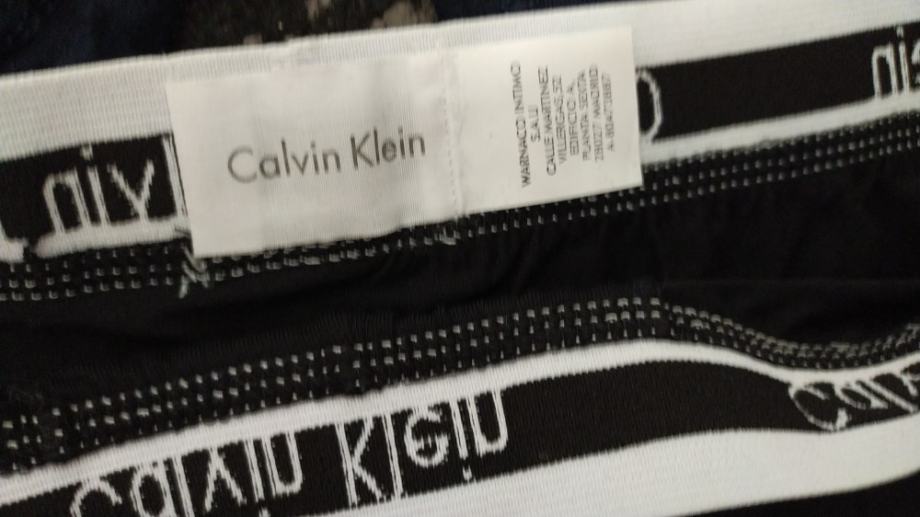 Calvin Klein
WARNACO INTIMO
S.A.U
CALLE/MARTINEZ
VILLERGAS,52
EDIFICIO A,
PLANTA SEXTA
28027 MADRID
Calvin Klein